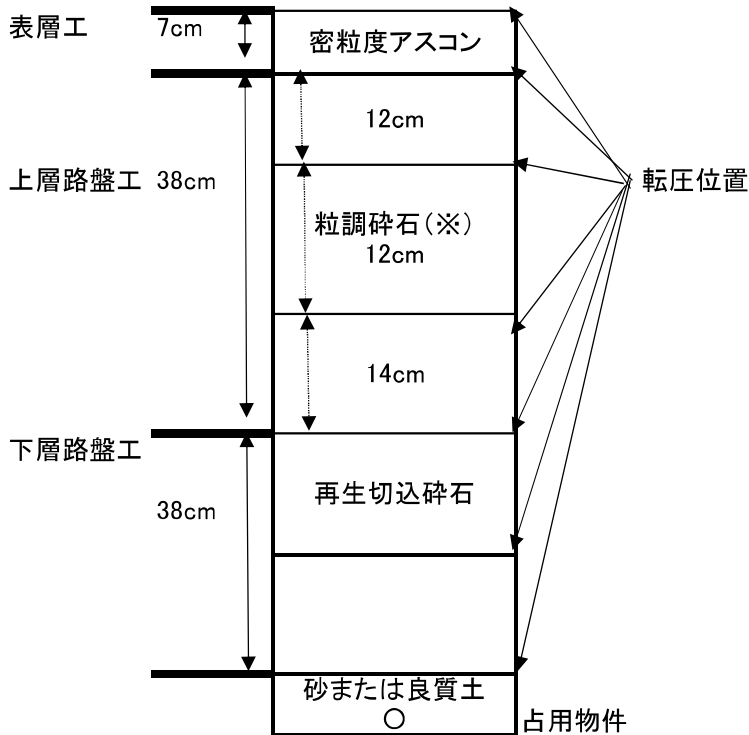 表層工
7cm
密粒度アスコン
12cm
上層路盤工
38cm
転圧位置
粒調砕石(※)
12cm
14cm
下層路盤工
再生切込砕石
38cm
砂または良質土
○
占用物件